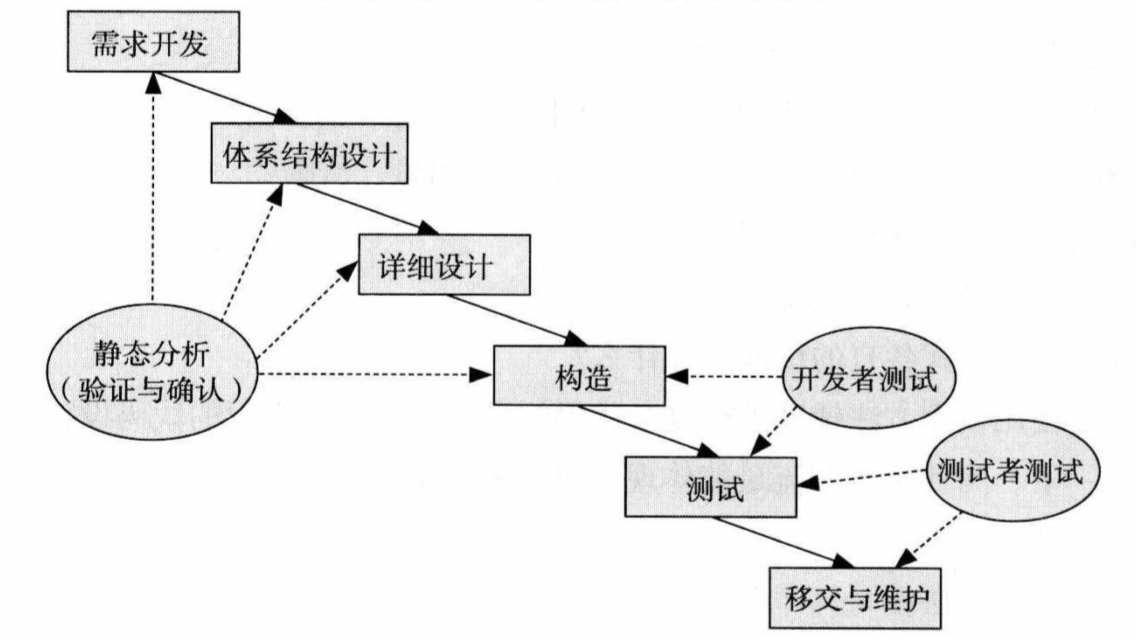 需求开发
体系结构设计
详细设计
静态分析
（验证与确认）
构造
开发者测试
测试
测试者测试
移交与维护